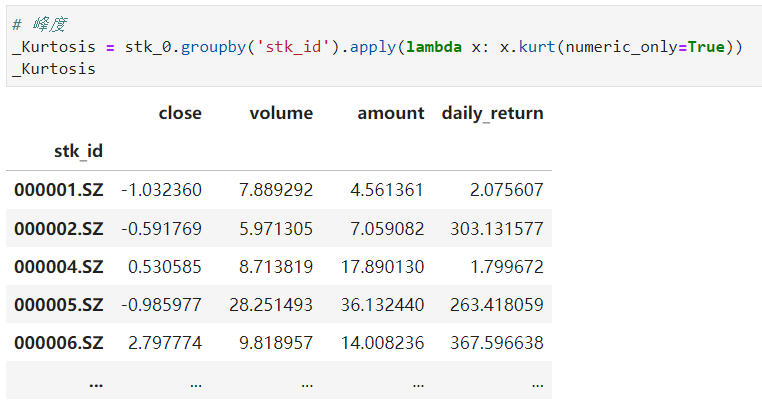 # 峰度
_Kurtosis = stk_0.groupby('stk_id').apply(lambda x: x.kurt(numeric_only=True))
_Kurtosis
close volume amount daily_return
stk_id
000001.SZ -1.032360 7.889292 4.561361 2.075607
000002.SZ -0.591769 5.971305 7.059082 303.131577
000004.SZ 0.530585 8.713819 17.890130 1.799672
000005.SZ -0.985977 28.251493 36.132440 263.418059
000006.SZ 2.797774 9.818957 14.008236 367.596638
... ... ... ... ...